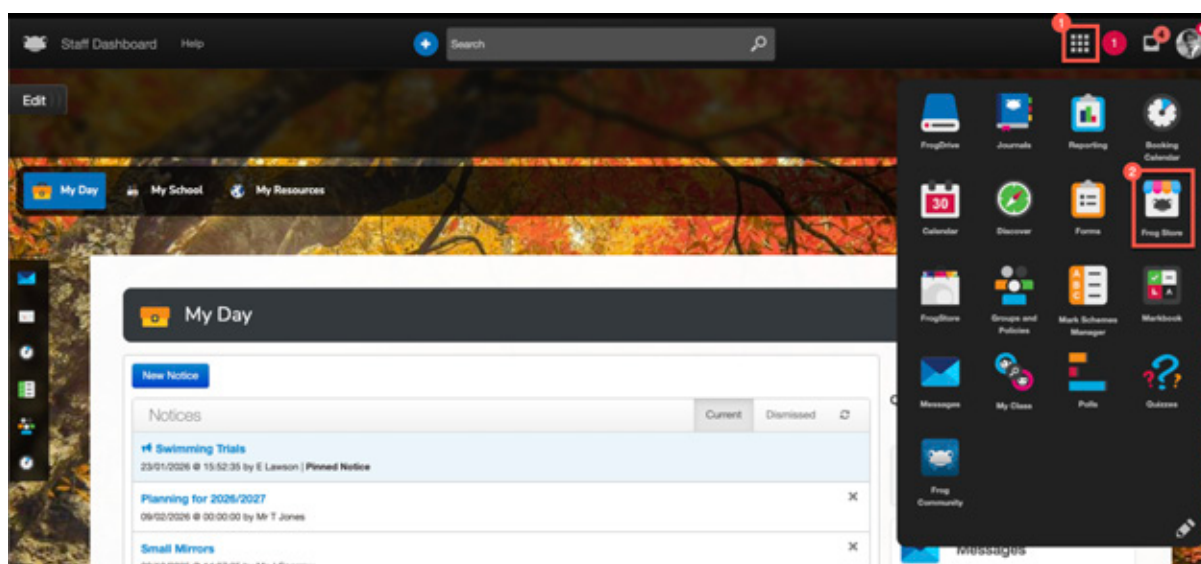 1
Staff Dashboard Help Search 1 4
Edit
FrogDrive Journals Reporting Booking Calendar
2
My Day My School My Resources
30
Calendar Discover Forms Frog Store
FrogStore Groups and Policies Mark Schemes Manager Markbook
My Day
New Notice
Messages My Class Polls Quizzes
Notices Current Dismissed
Swimming Trials
23/01/2026 @ 15:52:35 by E Lawson | Pinned Notice
Frog Community
Planning for 2026/2027
09/02/2026 @ 00:00:00 by Mr T Jones
Small Mirrors
Messages